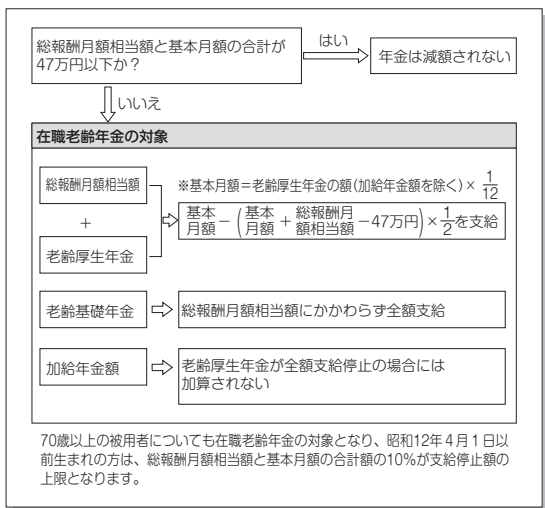 総報酬月額相当額と基本月額の合計が
47万円以下か？
はい
年金は減額されない
いいえ
在職老齢年金の対象
総報酬月額相当額
+
老齢厚生年金
※基本月額＝老齢厚生年金の額(加給年金額を除く)× 1/12
基本月額－(基本月額＋総報酬月額相当額－47万円)×1/2を支給
老齢基礎年金
総報酬月額相当額にかかわらず全額支給
加給年金額
老齢厚生年金が全額支給停止の場合には
加算されない
70歳以上の被用者についても在職老齢年金の対象となり、昭和12年４月１日以
前生まれの方は、総報酬月額相当額と基本月額の合計額の10%が支給停止額の
上限となります。